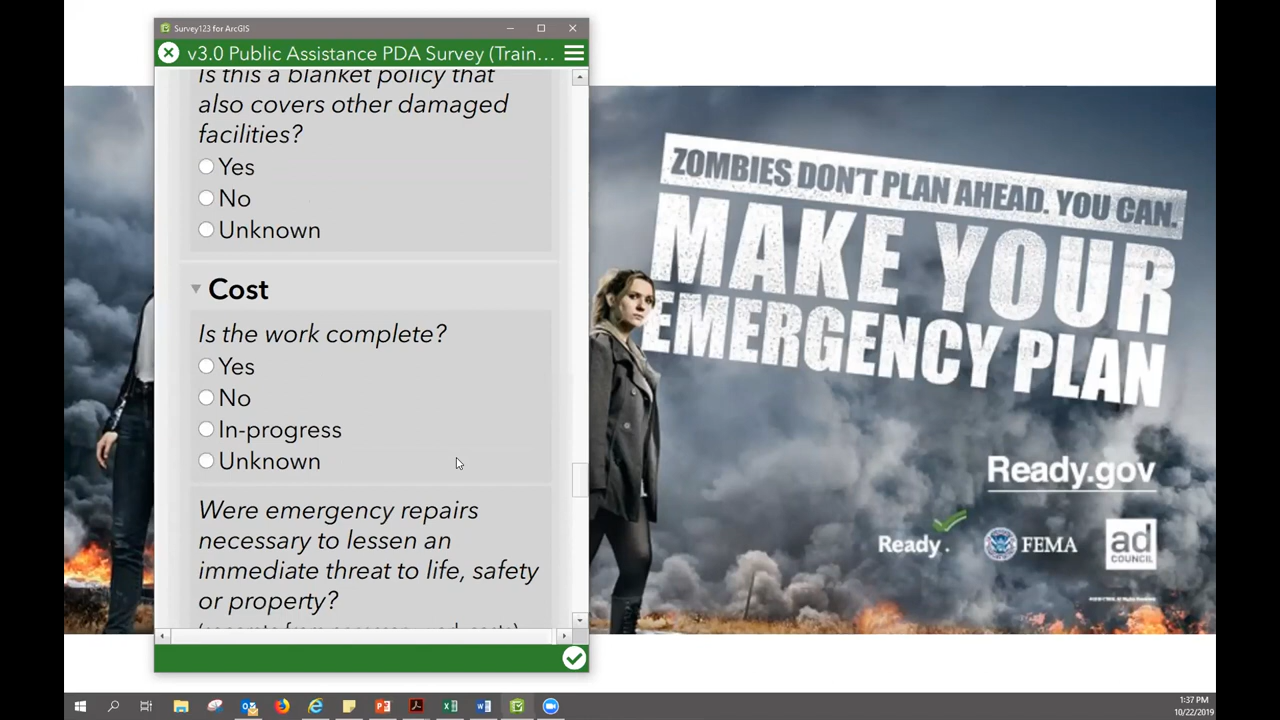 Survey123 for ArcGIS
v3.0 Public Assistance PDA Survey (Train...
Is this a blanket policy that
also covers other damaged
facilities?
Yes
No
Unknown
Cost
Is the work complete?
Yes
No
In-progress
Unknown
Were emergency repairs
necessary to lessen an
immediate threat to life, safety
or property?
ZOMBIES DON'T PLAN AHEAD. YOU CAN.
MAKE YOUR
EMERGENCY PLAN
Ready.gov
Ready.
FEMA
ad
COUNCIL
1:37 PM
10/22/2019